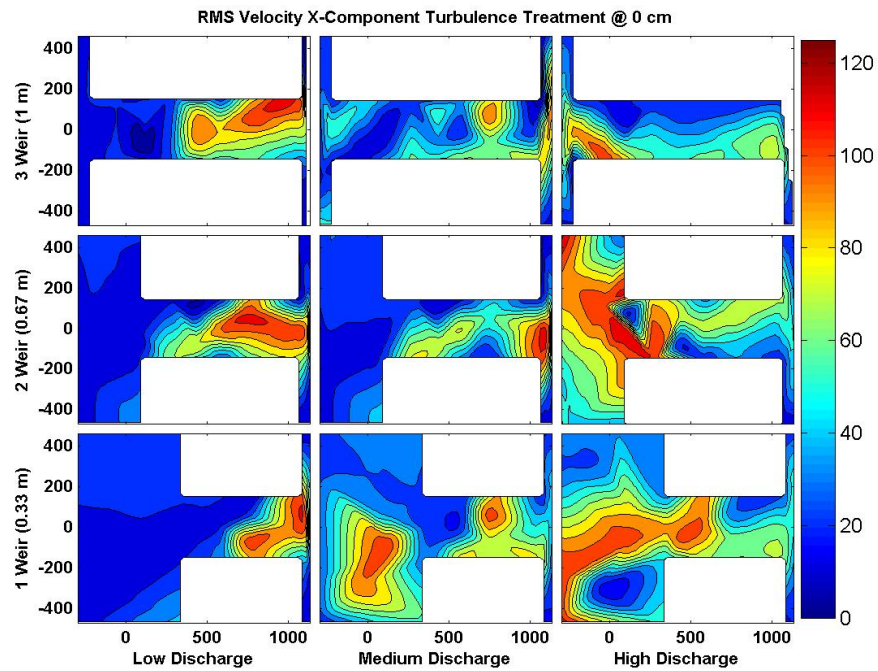 RMS Velocity X-Component Turbulence Treatment @ 0 cm
3 Weir (1 m)
400
200
0
-200
-400
2 Weir (0.67 m)
400
200
0
-200
-400
1 Weir (0.33 m)
400
200
0
-200
-400
0 500 1000
0 500 1000
0 500 1000
Low Discharge
Medium Discharge
High Discharge
120
100
80
60
40
20
0